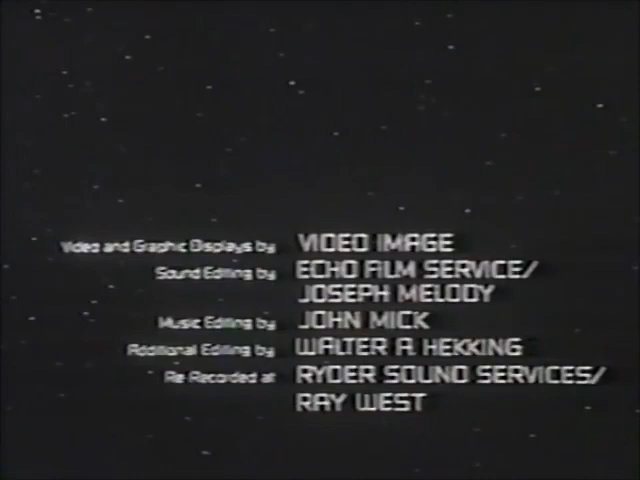 Video and Graphic Displays by VIDEO IMAGE
Sound Editing by ECHO FILM SERVICE/
JOSEPH MELODY
Music Editing by JOHN MICK
Additional Editing by WALTER A. HEKKING
Re-Recorded at RYDER SOUND SERVICES/
RAY WEST